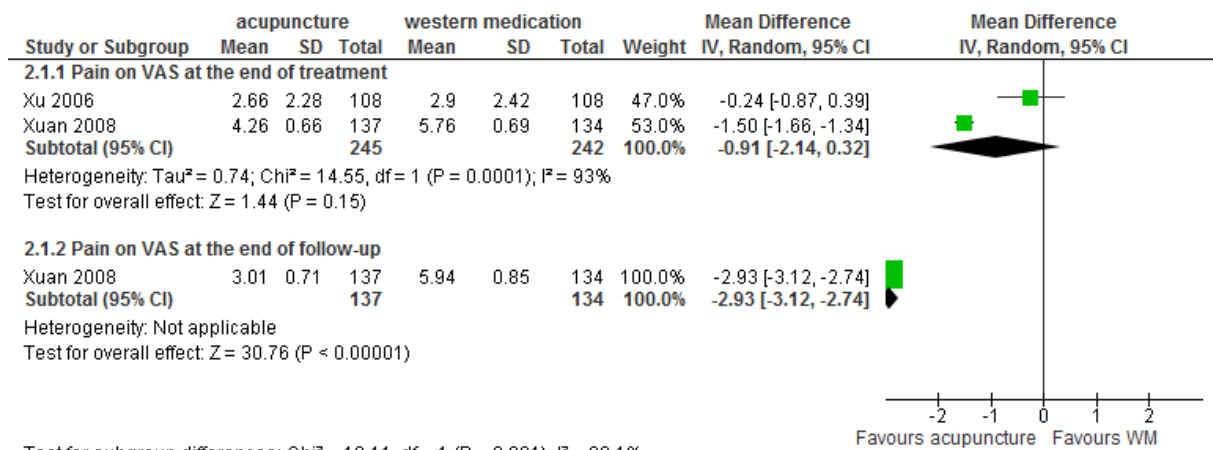 acupuncture western medication Mean Difference Mean Difference
Study or Subgroup Mean SD Total Mean SD Total Weight IV, Random, 95% CI IV, Random, 95% CI
2.1.1 Pain on VAS at the end of treatment
Xu 2006 2.66 2.28 108 2.9 2.42 108 47.0% -0.24 [-0.87, 0.39]
Xuan 2008 4.26 0.66 137 5.76 0.69 134 53.0% -1.50 [-1.66, -1.34]
Subtotal (95% CI) 245 242 100.0% -0.91 [-2.14, 0.32]
Heterogeneity: Tau² = 0.74; Chi² = 14.55, df = 1 (P = 0.0001); I² = 93%
Test for overall effect: Z = 1.44 (P = 0.15)
2.1.2 Pain on VAS at the end of follow-up
Xuan 2008 3.01 0.71 137 5.94 0.85 134 100.0% -2.93 [-3.12, -2.74]
Subtotal (95% CI) 137 134 100.0% -2.93 [-3.12, -2.74]
Heterogeneity: Not applicable
Test for overall effect: Z = 30.76 (P < 0.00001)
-2 -1 0 1 2
Favours acupuncture Favours WM